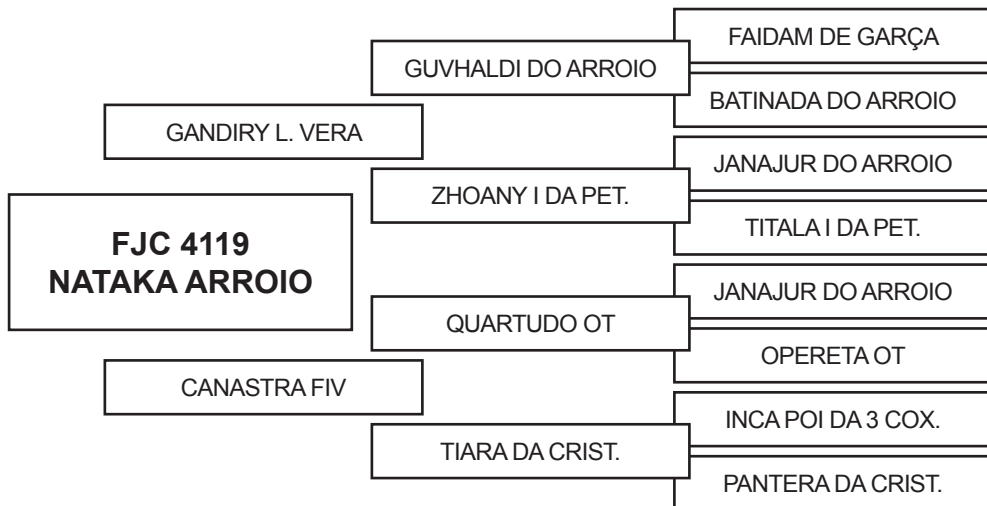 FAIDAM DE GARÇA
GUVHALDI DO ARROIO
BATINADA DO ARROIO
GANDIRY L. VERA
JANAJUR DO ARROIO
ZHOANY I DA PET.
TITALA I DA PET.
FJC 4119
NATAKA ARROIO
JANAJUR DO ARROIO
QUARTUDO OT
OPERETA OT
CANASTRA FIV
INCA POI DA 3 COX.
TIARA DA CRIST.
PANTERA DA CRIST.